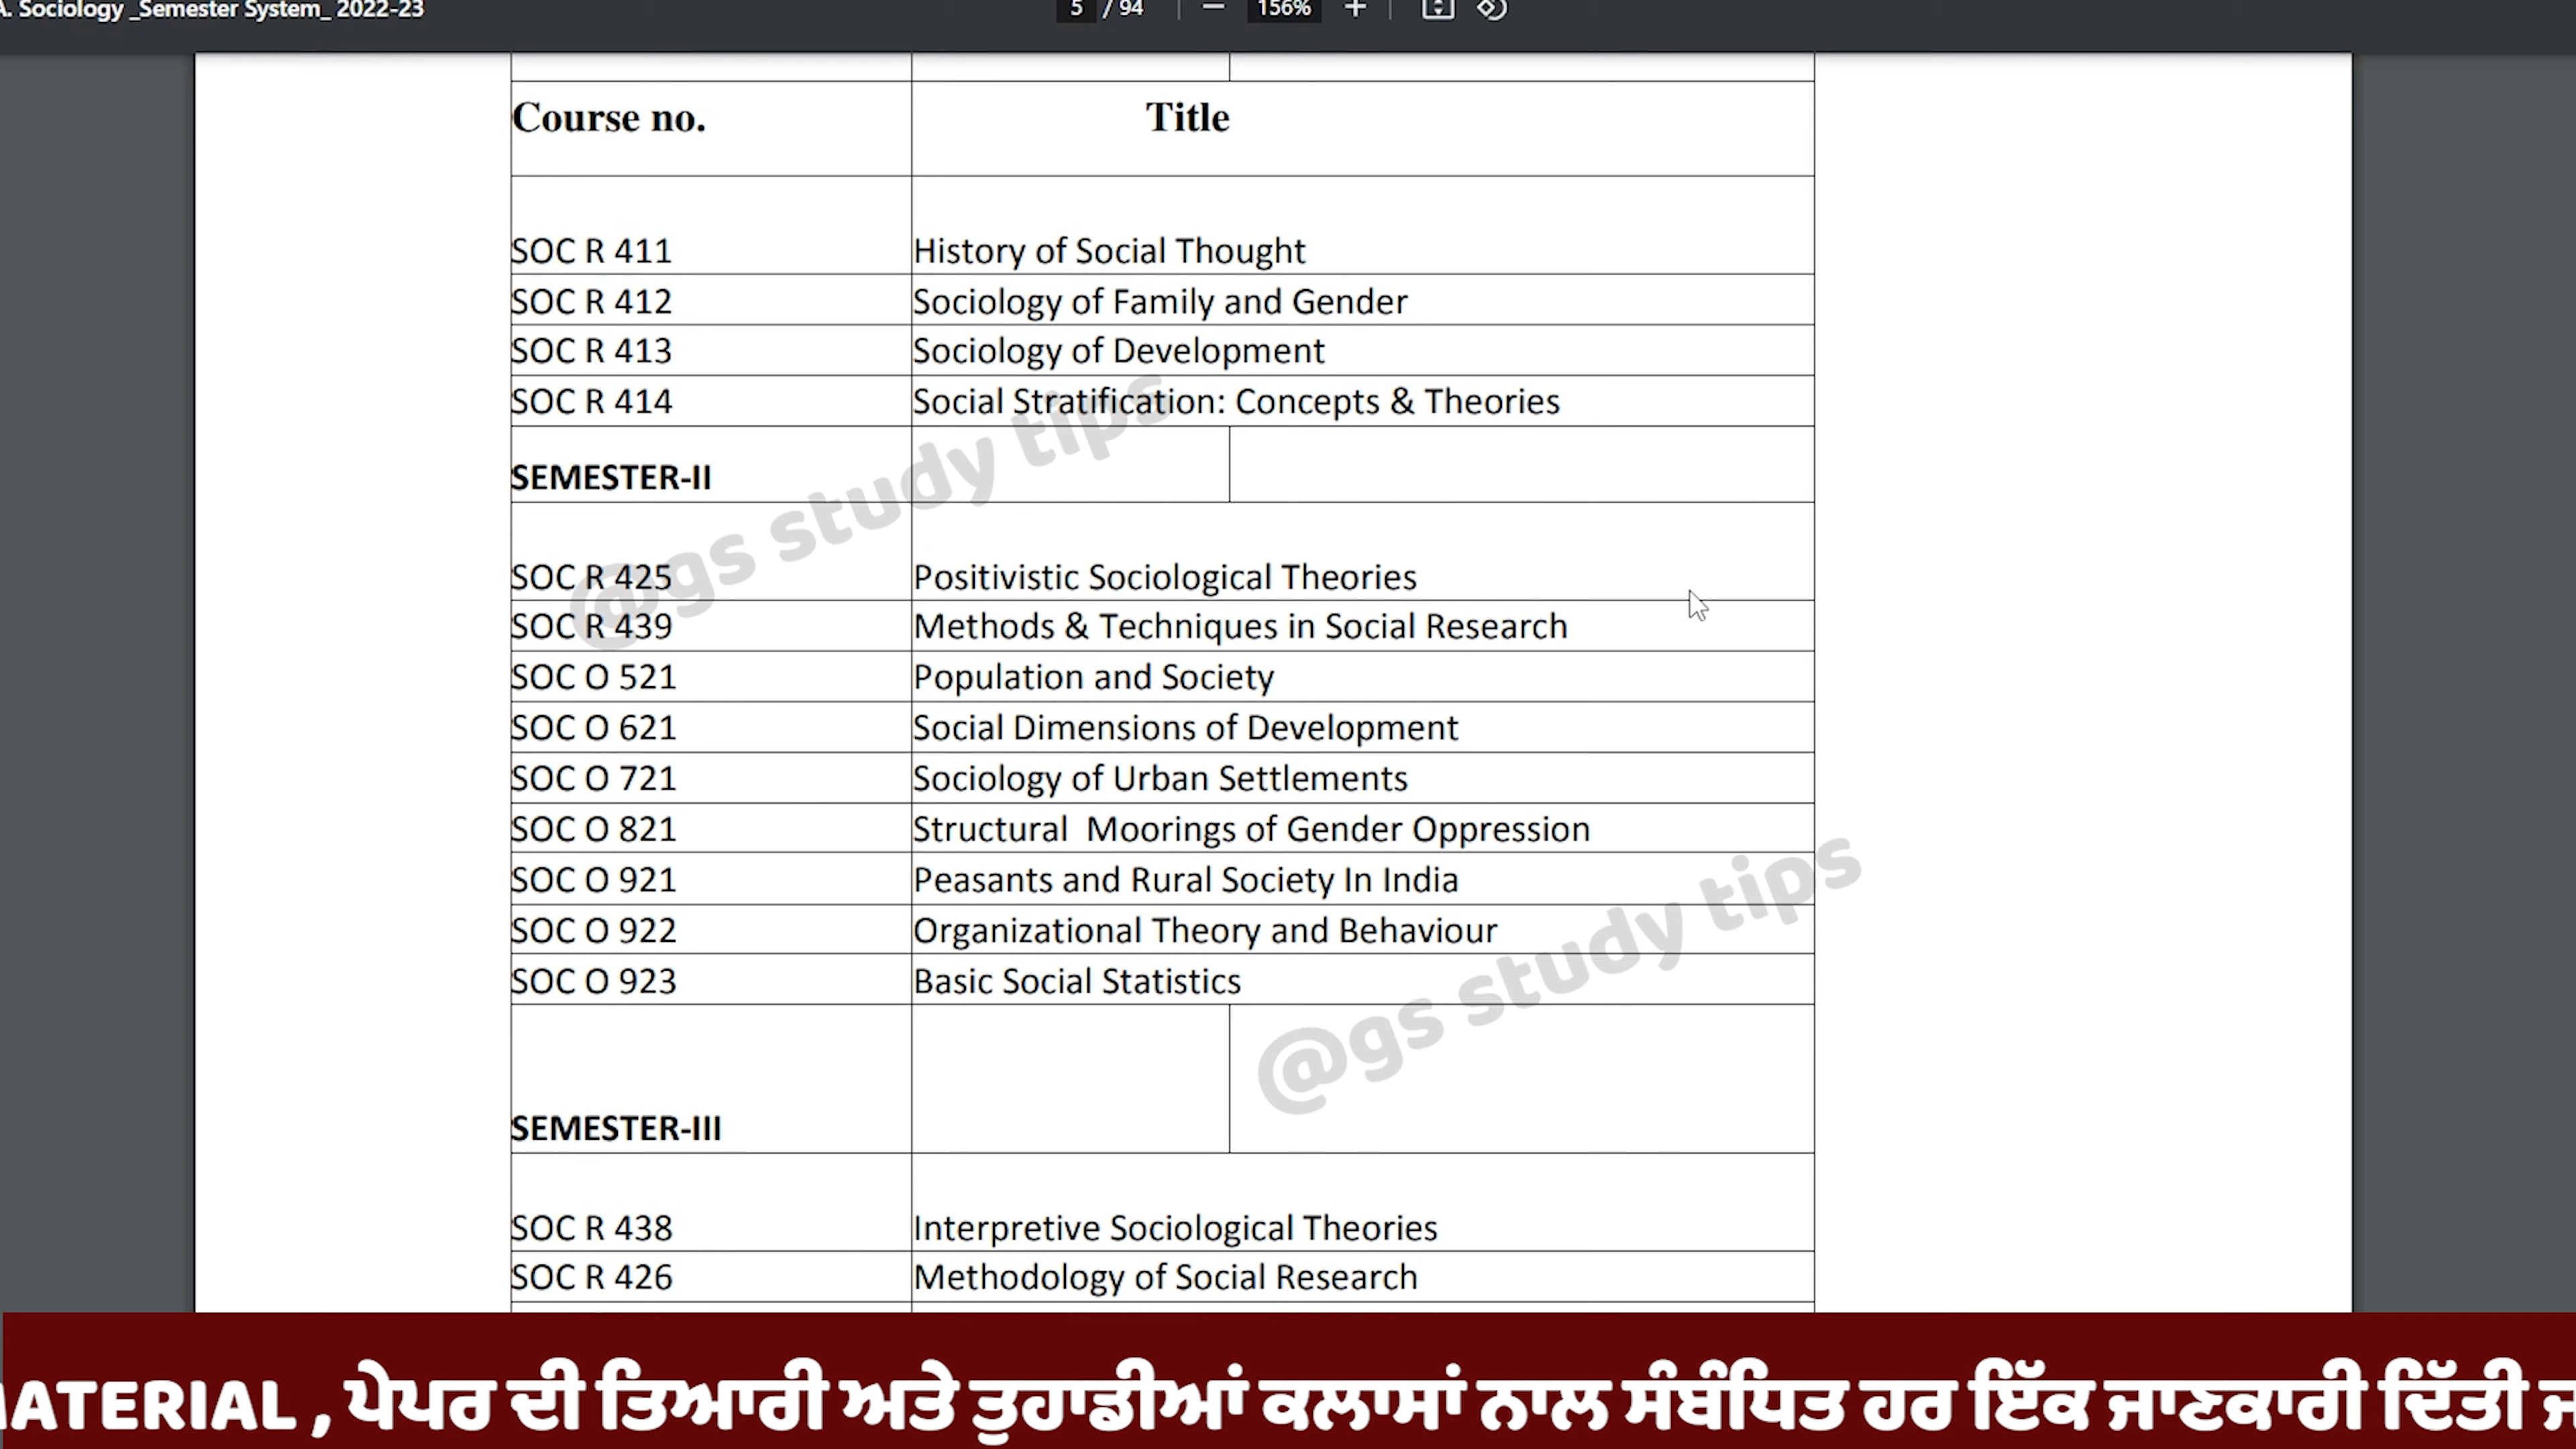 A. Sociology _Semester System_ 2022-23
5 / 94
156%
Course no. Title
SOC R 411 History of Social Thought
SOC R 412 Sociology of Family and Gender
SOC R 413 Sociology of Development
SOC R 414 Social Stratification: Concepts & Theories
SEMESTER-II
@gs study tips
SOC R 425 Positivistic Sociological Theories
SOC R 439 Methods & Techniques in Social Research
SOC O 521 Population and Society
SOC O 621 Social Dimensions of Development
SOC O 721 Sociology of Urban Settlements
SOC O 821 Structural Moorings of Gender Oppression
SOC O 921 Peasants and Rural Society In India
SOC O 922 Organizational Theory and Behaviour
SOC O 923 Basic Social Statistics
@gs study tips
SEMESTER-III
SOC R 438 Interpretive Sociological Theories
SOC R 426 Methodology of Social Research
MATERIAL , ਪੇਪਰ ਦੀ ਤਿਆਰੀ ਅਤੇ ਤੁਹਾਡੀਆਂ ਕਲਾਸਾਂ ਨਾਲ ਸੰਬੰਧਿਤ ਹਰ ਇੱਕ ਜਾਣਕਾਰੀ ਦਿੱਤੀ